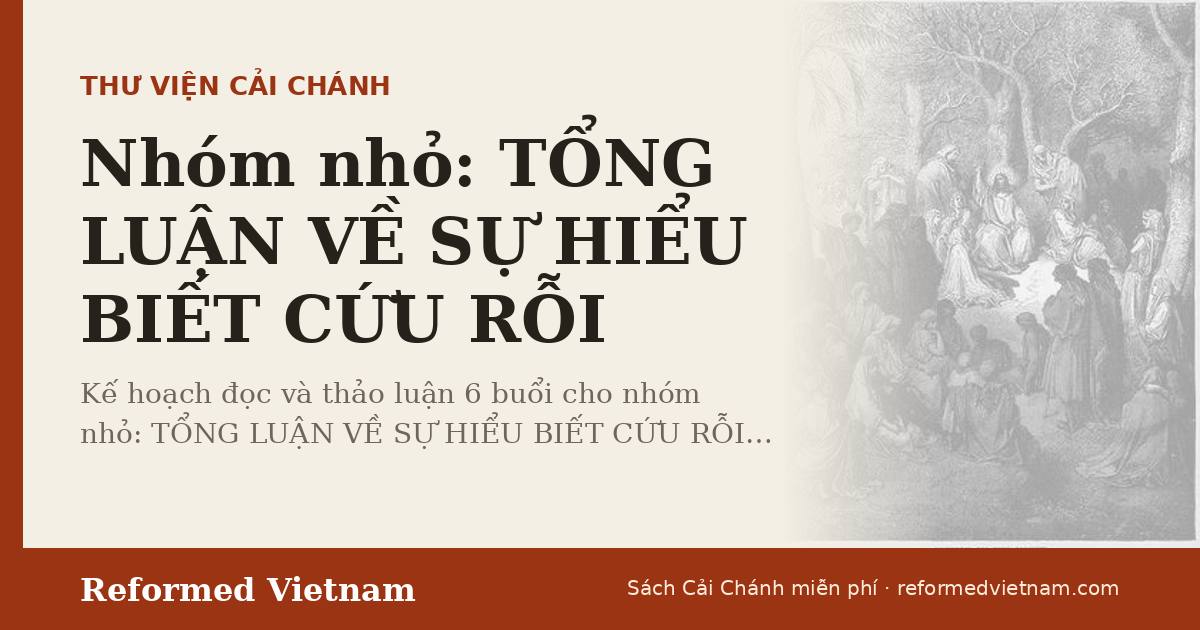 THƯ VIỆN CẢI CHÁNH
Nhóm nhỏ: TỔNG
LUẬN VỀ SỰ HIỂU
BIẾT CỨU RỖI
Kế hoạch đọc và thảo luận 6 buổi cho nhóm
nhỏ: TỔNG LUẬN VỀ SỰ HIỂU BIẾT CỨU RỖI…
Reformed Vietnam
Sách Cải Chánh miễn phí · reformedvietnam.com